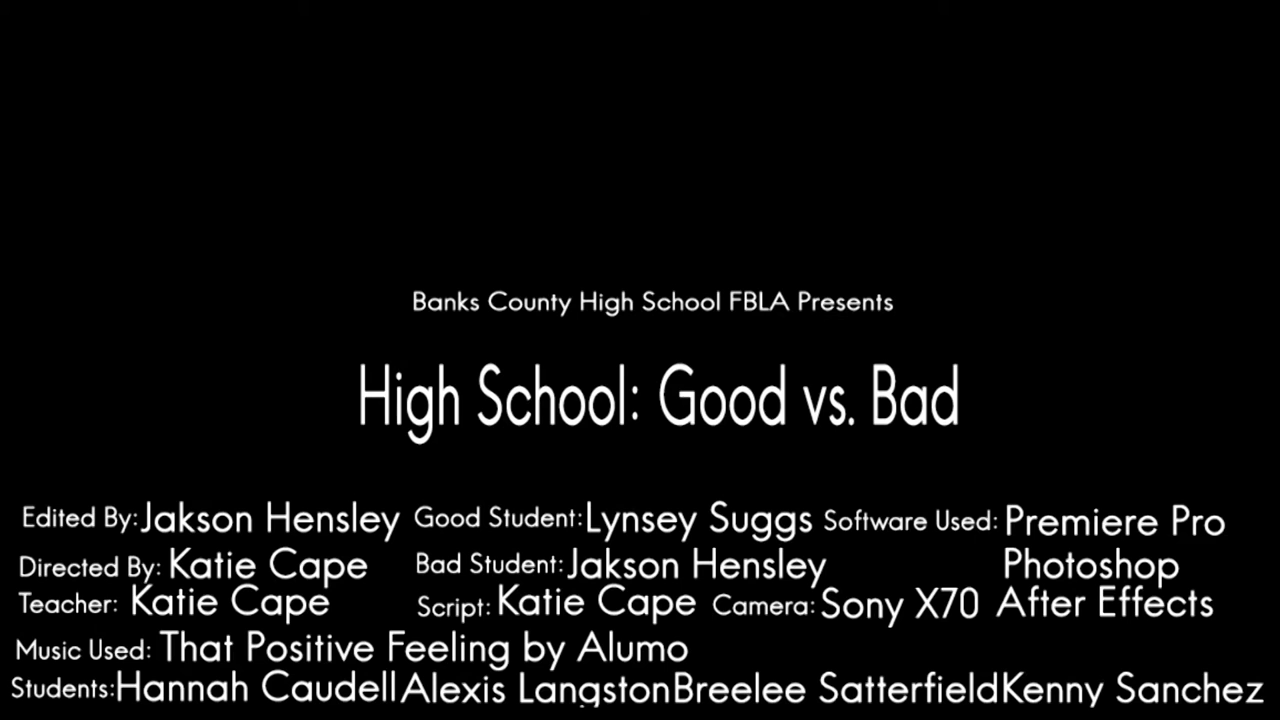 Banks County High School FBLA Presents
High School: Good vs. Bad
Edited By: Jakson Hensley Good Student: Lynsey Suggs Software Used: Premiere Pro
Directed By: Katie Cape Bad Student: Jakson Hensley Photoshop
Teacher: Katie Cape Script: Katie Cape Camera: Sony X70 After Effects
Music Used: That Positive Feeling by Alumo
Students: Hannah Caudell Alexis Langston Breelee Satterfield Kenny Sanchez